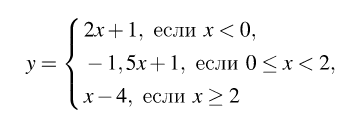 y = { 2x + 1, если x < 0,
− 1,5x + 1, если 0 ≤ x < 2,
x − 4, если x ≥ 2